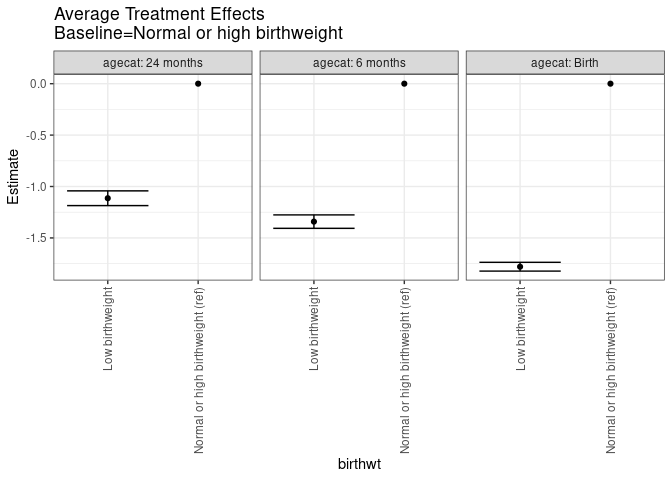 Average Treatment Effects
Baseline=Normal or high birthweight
agecat: 24 months
agecat: 6 months
agecat: Birth
Estimate
0.0
-0.5
-1.0
-1.5
Low birthweight
Normal or high birthweight (ref)
Low birthweight
Normal or high birthweight (ref)
Low birthweight
Normal or high birthweight (ref)
birthwt